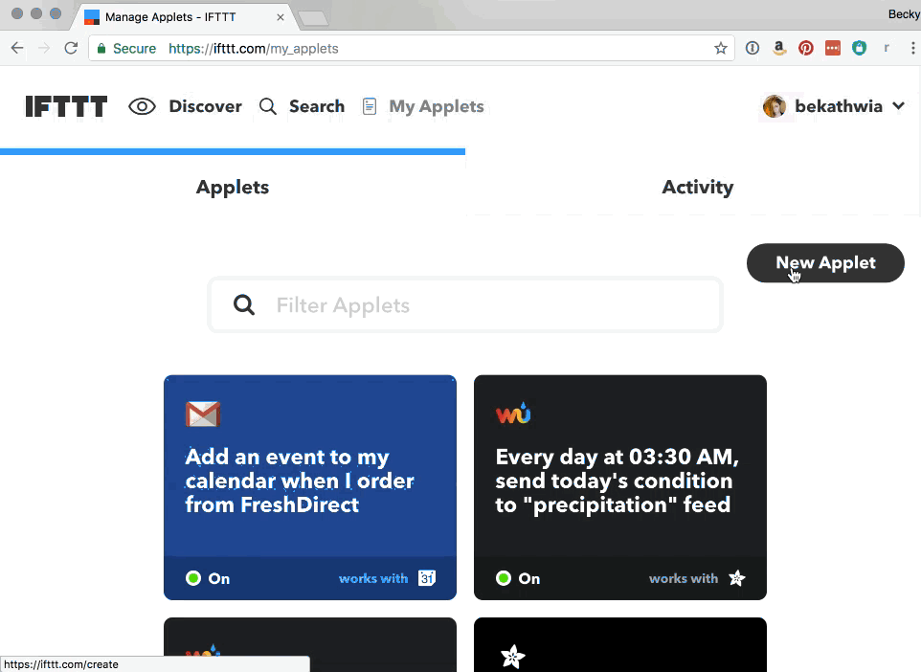 Manage Applets - IFTTT
Becky
Secure https://ifttt.com/my_applets
IFTTT Discover Search My Applets bekathwia
Applets Activity
New Applet
Filter Applets
Add an event to my
calendar when I order
from FreshDirect
On works with 31
Every day at 03:30 AM,
send today's condition
to "precipitation" feed
On works with
https://ifttt.com/create